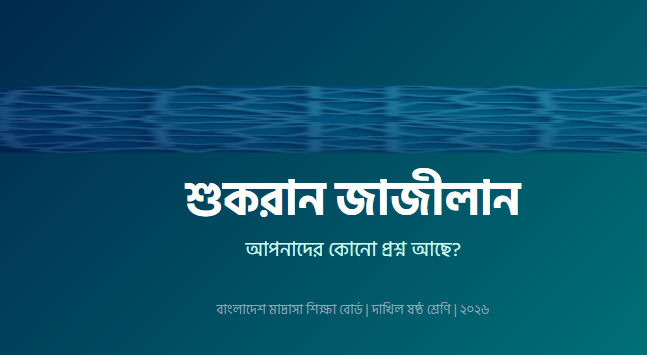 শুকরান জাজীলান
আপনাদের কোনো প্রশ্ন আছে?
বাংলাদেশ মাদ্রাসা শিক্ষা বোর্ড | দাখিল ষষ্ঠ শ্রেণি | ২০২৬